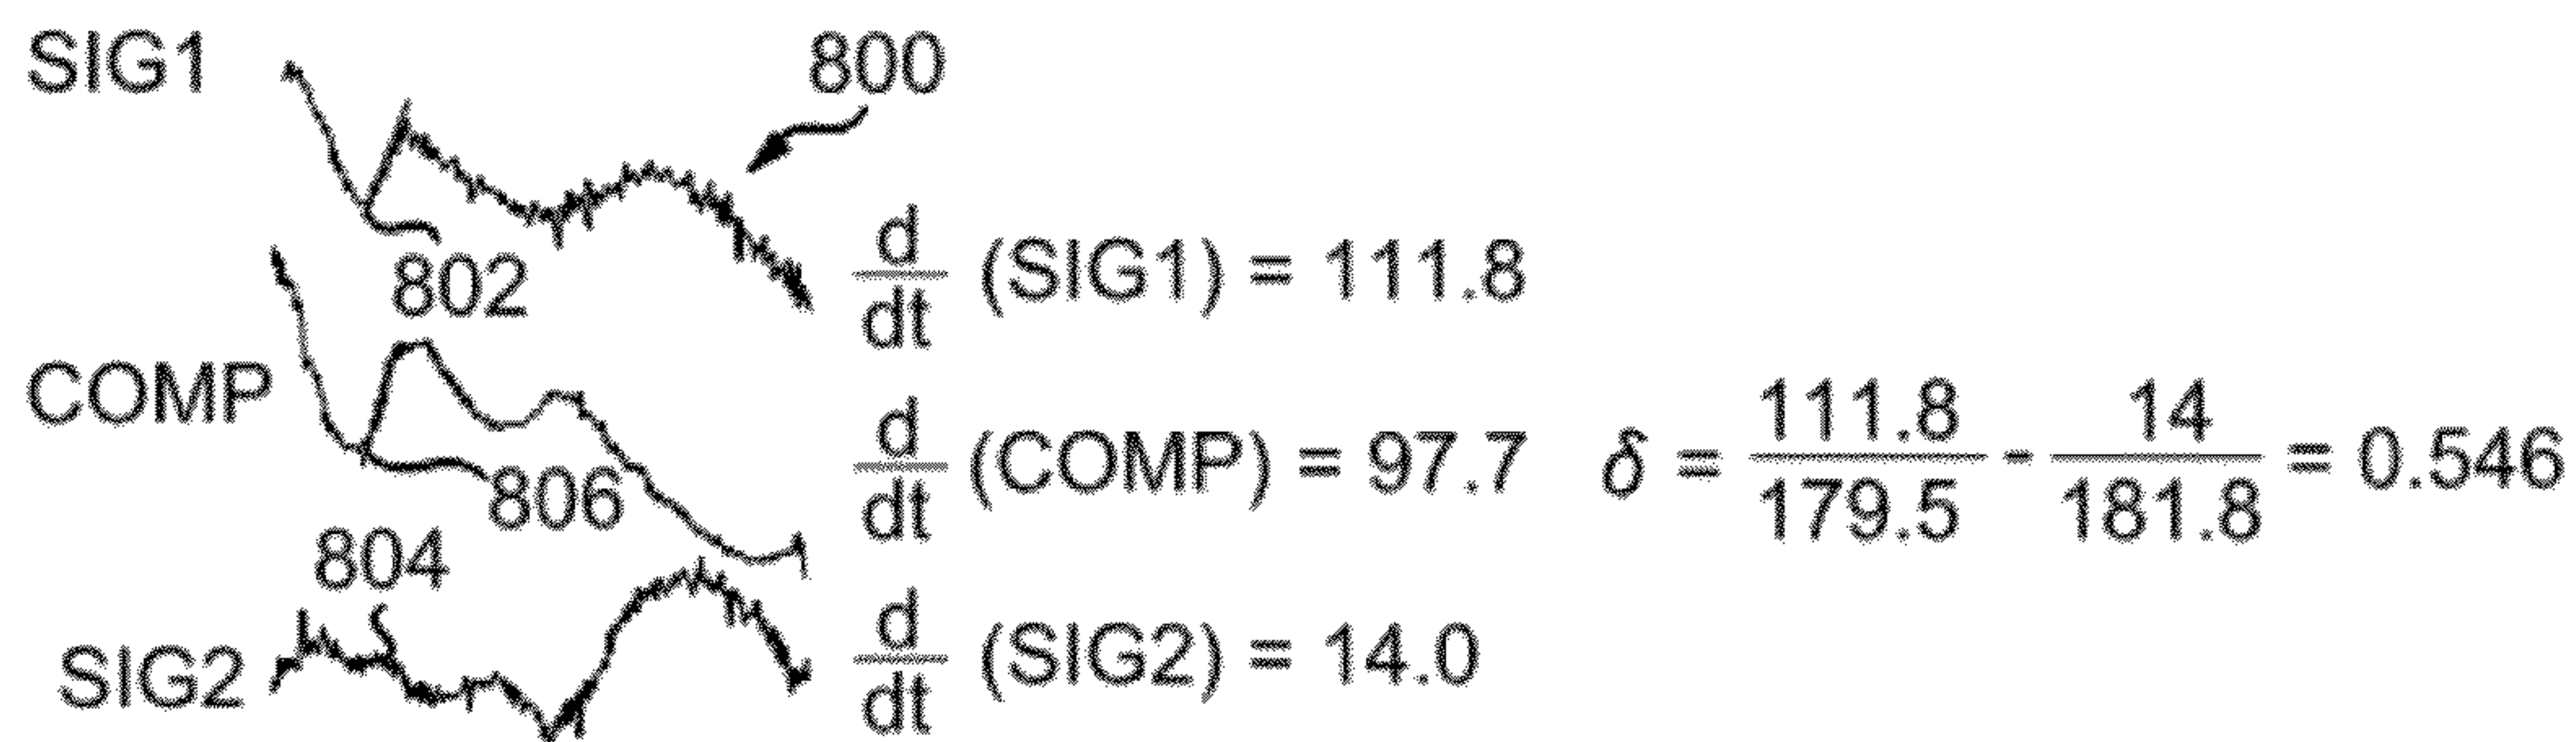 SIG1
800
802
d/dt (SIG1) = 111.8
COMP
806
d/dt (COMP) = 97.7
δ = 111.8/179.5 - 14/181.8 = 0.546
804
SIG2
d/dt (SIG2) = 14.0